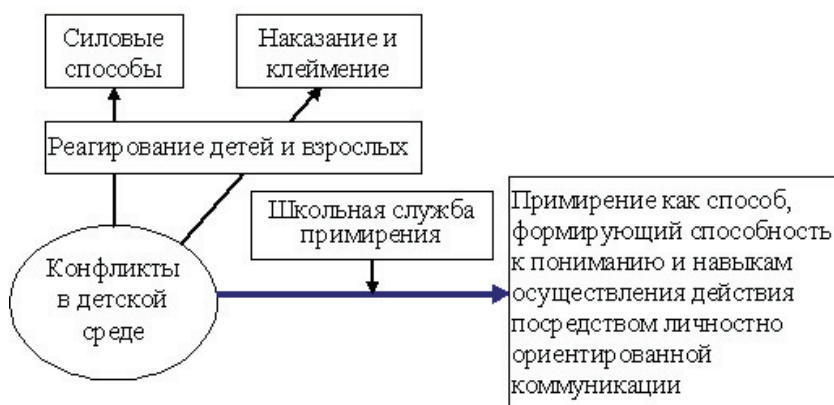 Силовые
способы
Наказание и
клеймение
Реагирование детей и взрослых
Школьная служба
примирения
Конфликты
в детской
среде
Примирение как способ,
формирующий способность
к пониманию и навыкам
осуществления действия
посредством личностно
ориентированной
коммуникации